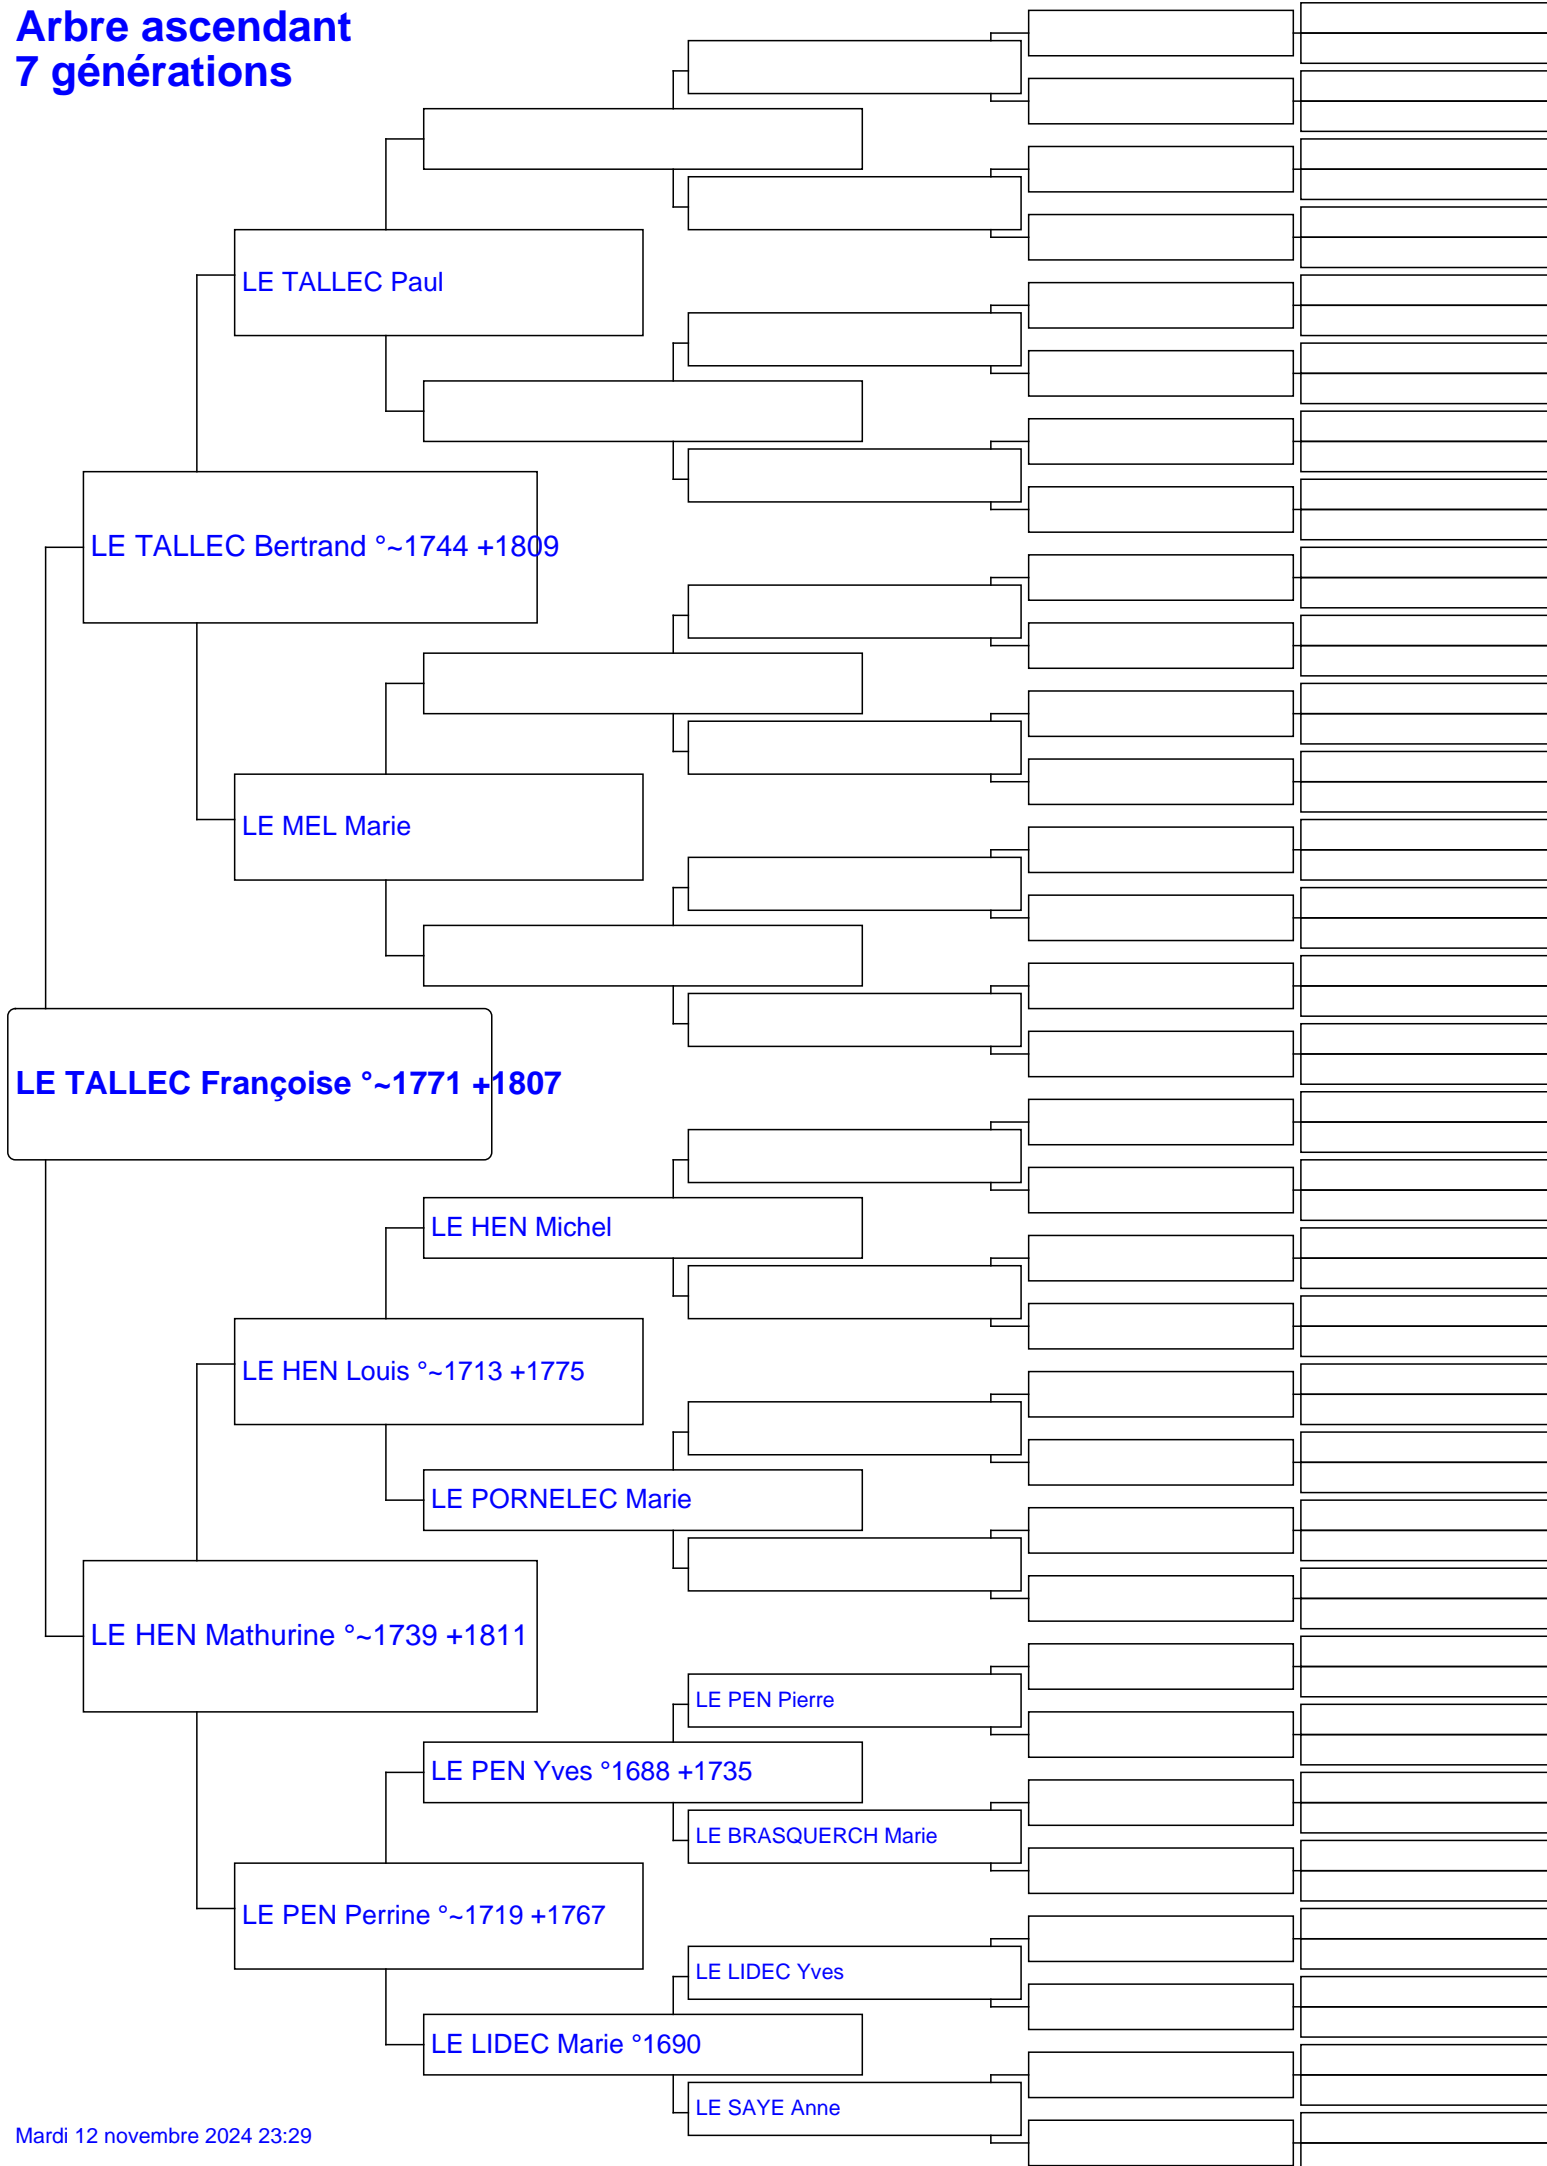 Arbre ascendant
7 générations
LE TALLEC Paul
LE TALLEC Bertrand °~1744 +1809
LE MEL Marie
LE TALLEC Françoise °~1771 +1807
LE HEN Michel
LE HEN Louis °~1713 +1775
LE PORNELEC Marie
LE HEN Mathurine °~1739 +1811
LE PEN Pierre
LE PEN Yves °1688 +1735
LE BRASQUERCH Marie
LE PEN Perrine °~1719 +1767
LE LIDEC Yves
LE LIDEC Marie °1690
LE SAYE Anne
Mardi 12 novembre 2024 23:29